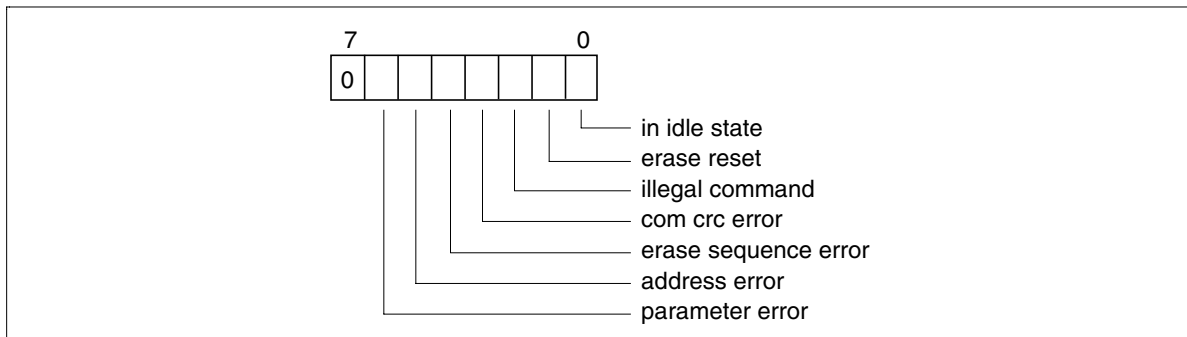 7 0
0
in idle state
erase reset
illegal command
com crc error
erase sequence error
address error
parameter error